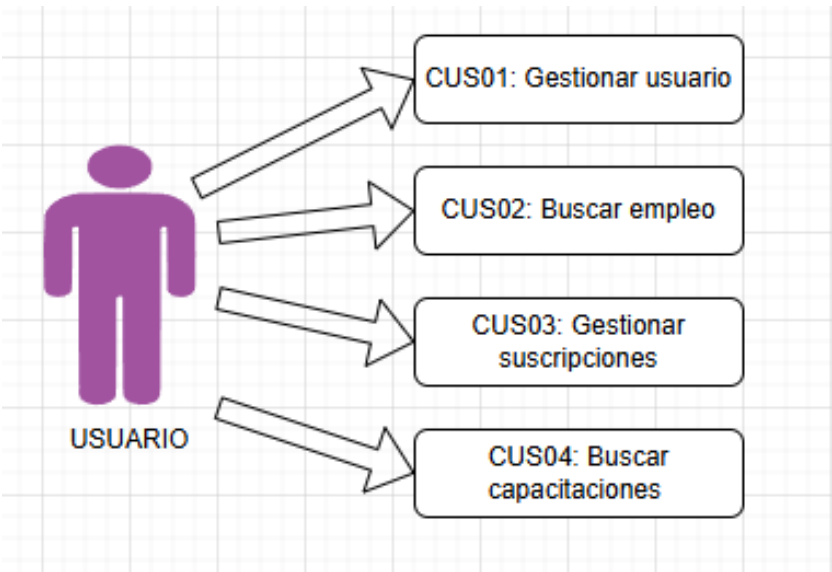 CUS01: Gestionar usuario
CUS02: Buscar empleo
CUS03: Gestionar
suscripciones
USUARIO
CUS04: Buscar
capacitaciones